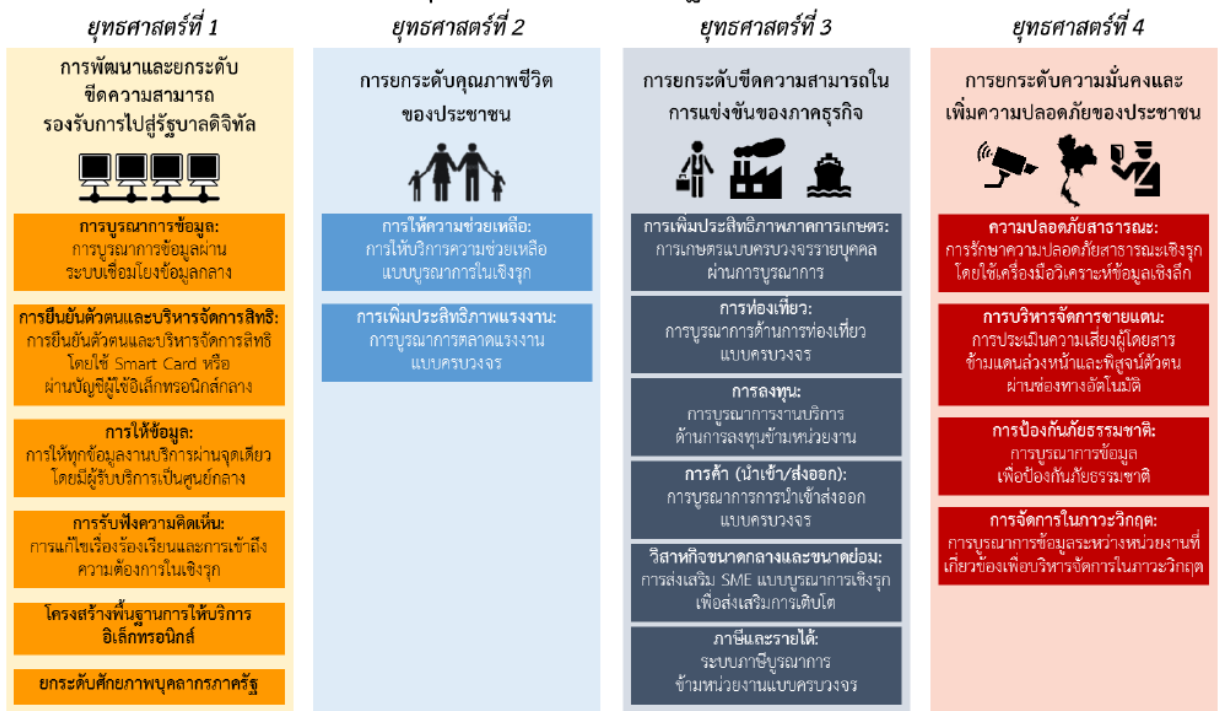 ยุทธศาสตร์ที่ 1
การพัฒนาและยกระดับ
ขีดความสามารถ
รองรับการไปสู่รัฐบาลดิจิทัล
การบูรณาการข้อมูล:
การบูรณาการข้อมูลผ่าน
ระบบเชื่อมโยงข้อมูลกลาง
การยืนยันตัวตนและบริหารจัดการสิทธิ:
การยืนยันตัวตนและบริหารจัดการสิทธิ
โดยใช้ Smart Card หรือ
ผ่านบัญชีผู้ใช้อิเล็กทรอนิกส์กลาง
การให้ข้อมูล:
การให้ทุกข้อมูลงานบริการผ่านจุดเดียว
โดยมีผู้รับบริการเป็นศูนย์กลาง
การรับฟังความคิดเห็น:
การแก้ไขเรื่องร้องเรียนและการเข้าถึง
ความต้องการในเชิงรุก
โครงสร้างพื้นฐานการให้บริการ
อิเล็กทรอนิกส์
ยกระดับศักยภาพบุคลากรภาครัฐ
ยุทธศาสตร์ที่ 2
การยกระดับคุณภาพชีวิต
ของประชาชน
การให้ความช่วยเหลือ:
การให้บริการความช่วยเหลือ
แบบบูรณาการในเชิงรุก
การเพิ่มประสิทธิภาพแรงงาน:
การบูรณาการตลาดแรงงาน
แบบครบวงจร
ยุทธศาสตร์ที่ 3
การยกระดับขีดความสามารถใน
การแข่งขันของภาคธุรกิจ
การเพิ่มประสิทธิภาพภาคการเกษตร:
การเกษตรแบบครบวงจรรายบุคคล
ผ่านการบูรณาการ
การท่องเที่ยว:
การบูรณาการด้านการท่องเที่ยว
แบบครบวงจร
การลงทุน:
การบูรณาการงานบริการ
ด้านการลงทุนข้ามหน่วยงาน
การค้า (นำเข้า/ส่งออก):
การบูรณาการการนำเข้าส่งออก
แบบครบวงจร
วิสาหกิจขนาดกลางและขนาดย่อม:
การส่งเสริม SME แบบบูรณาการเชิงรุก
เพื่อส่งเสริมการเติบโต
ภาษีและรายได้:
ระบบภาษีบูรณาการ
ข้ามหน่วยงานแบบครบวงจร
ยุทธศาสตร์ที่ 4
การยกระดับความมั่นคงและ
เพิ่มความปลอดภัยของประชาชน
ความปลอดภัยสาธารณะ:
การรักษาความปลอดภัยสาธารณะเชิงรุก
โดยใช้เครื่องมือวิเคราะห์ข้อมูลเชิงลึก
การบริหารจัดการชายแดน:
การประเมินความเสี่ยงผู้โดยสาร
ข้ามแดนล่วงหน้าและพิสูจน์ตัวตน
ผ่านช่องทางอัตโนมัติ
การป้องกันภัยธรรมชาติ:
การบูรณาการข้อมูล
เพื่อป้องกันภัยธรรมชาติ
การจัดการในภาวะวิกฤต:
การบูรณาการข้อมูลระหว่างหน่วยงานที่
เกี่ยวข้องเพื่อบริหารจัดการในภาวะวิกฤต